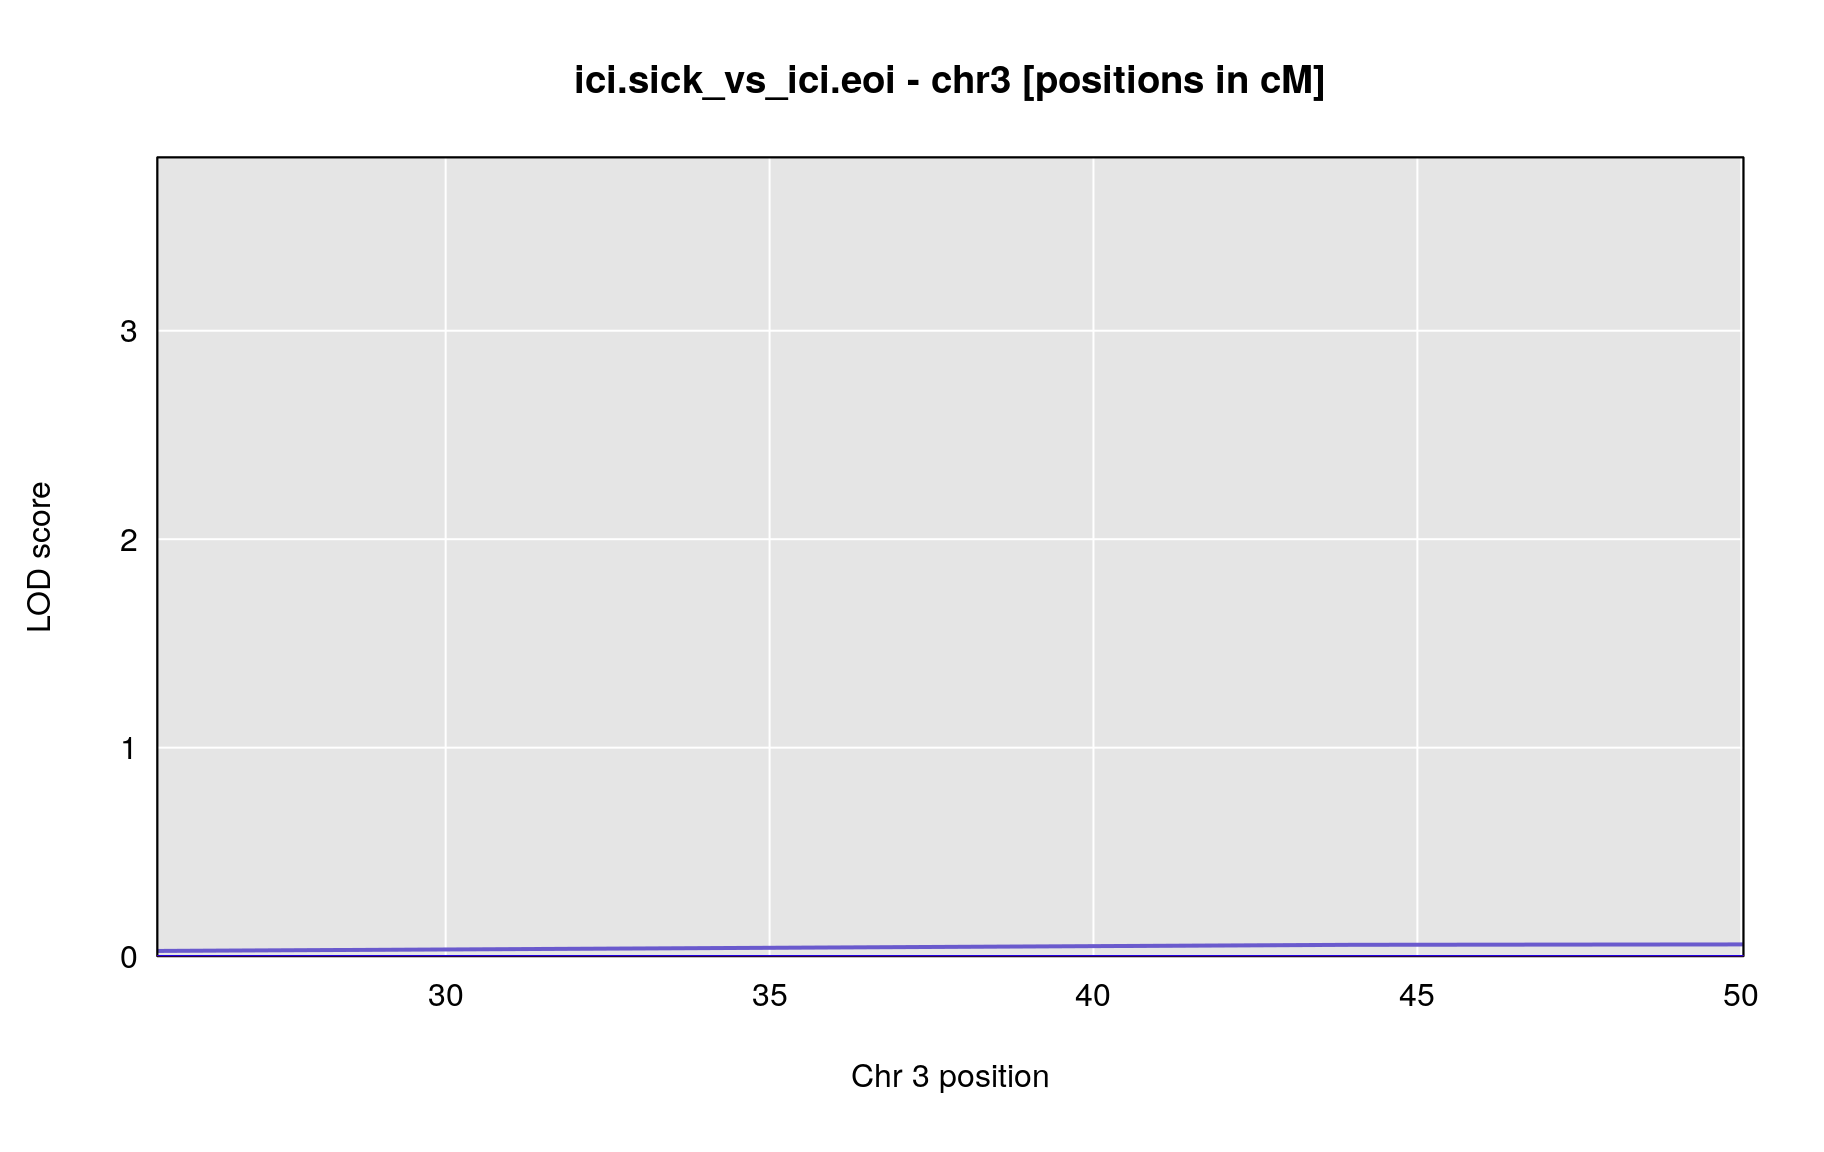 ici.sick_vs_ici.eoi - chr3 [positions in cM]
3
2
1
0
LOD score
30 35 40 45 50
Chr 3 position